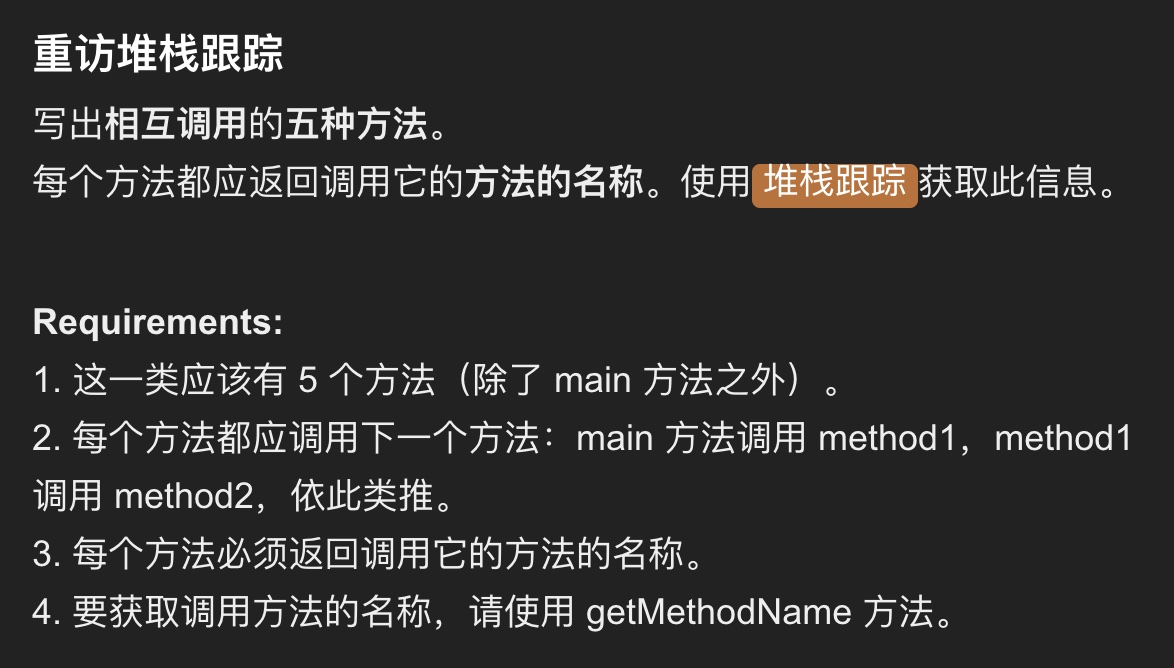 重访堆栈跟踪
写出相互调用的五种方法。
每个方法都应返回调用它的方法的名称。使用 堆栈跟踪 获取此信息。
Requirements:
1. 这一类应该有 5 个方法（除了 main 方法之外）。
2. 每个方法都应调用下一个方法：main 方法调用 method1，method1
调用 method2，依此类推。
3. 每个方法必须返回调用它的方法的名称。
4. 要获取调用方法的名称，请使用 getMethodName 方法。